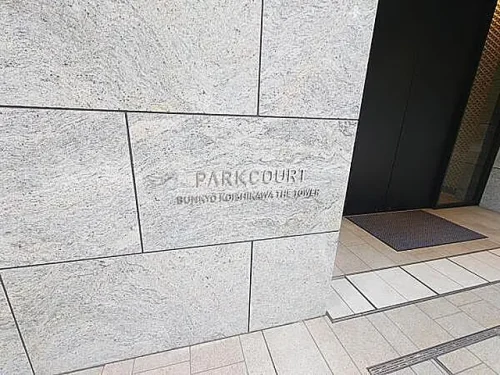 PARKCOURT
BUNKYO KOISHIKAWA THE TOWER